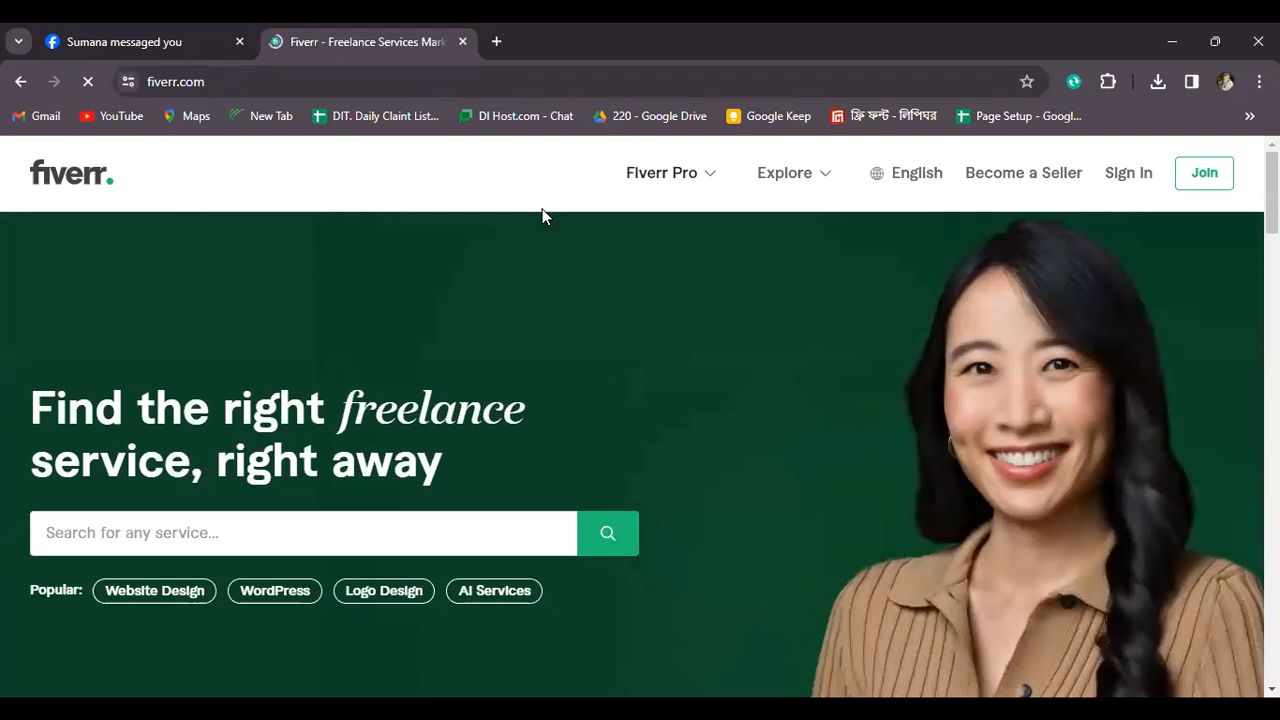 Sumana messaged you
Fiverr - Freelance Services Mark
fiverr.com
Gmail YouTube Maps New Tab DIT. Daily Claint List... DI Host.com - Chat 220 - Google Drive Google Keep ফ্রি ফন্ট - লিপিঘর Page Setup - Googl...
fiverr. Fiverr Pro Explore English Become a Seller Sign In Join
Find the right freelance
service, right away
Search for any service...
Popular: Website Design WordPress Logo Design AI Services